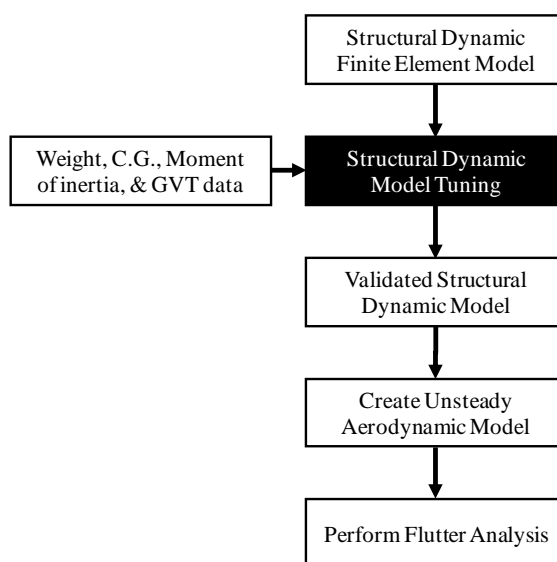 Structural Dynamic
Finite Element Model
Weight, C.G., Moment
of inertia, & GVT data
Structural Dynamic
Model Tuning
Validated Structural
Dynamic Model
Create Unsteady
Aerodynamic Model
Perform Flutter Analysis